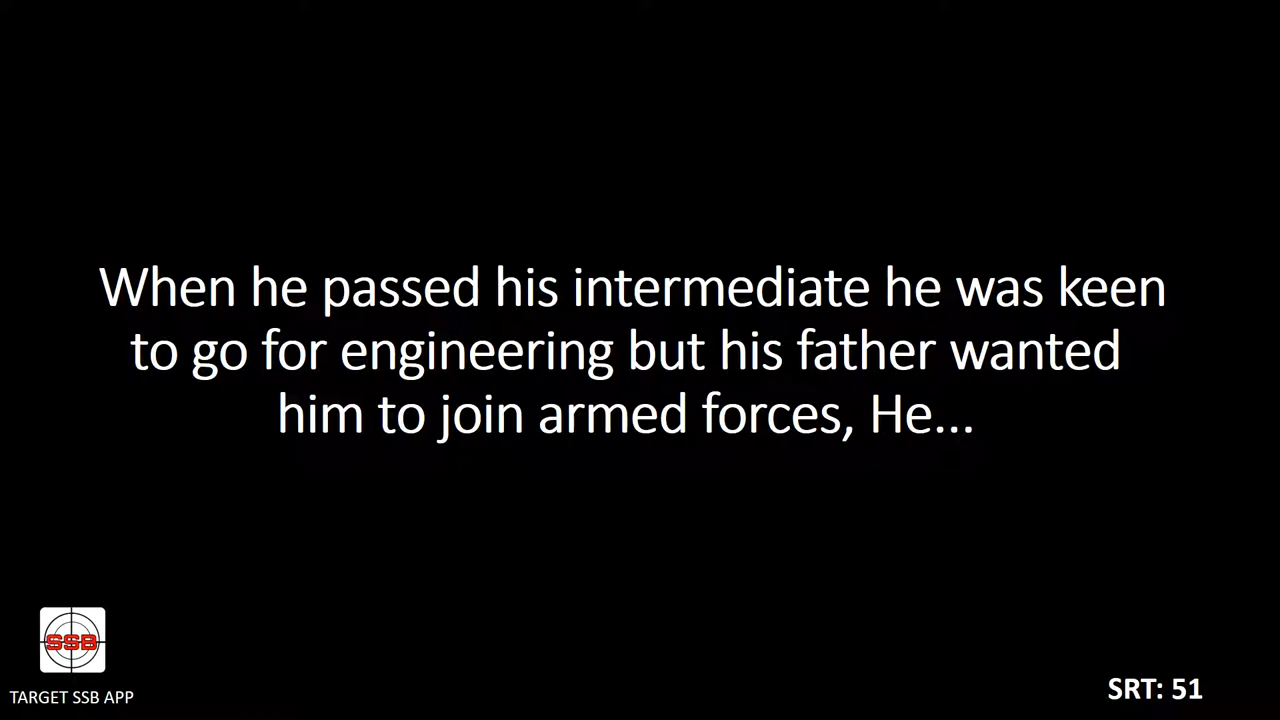 When he passed his intermediate he was keen
to go for engineering but his father wanted
him to join armed forces, He...
SSB
TARGET SSB APP
SRT: 51